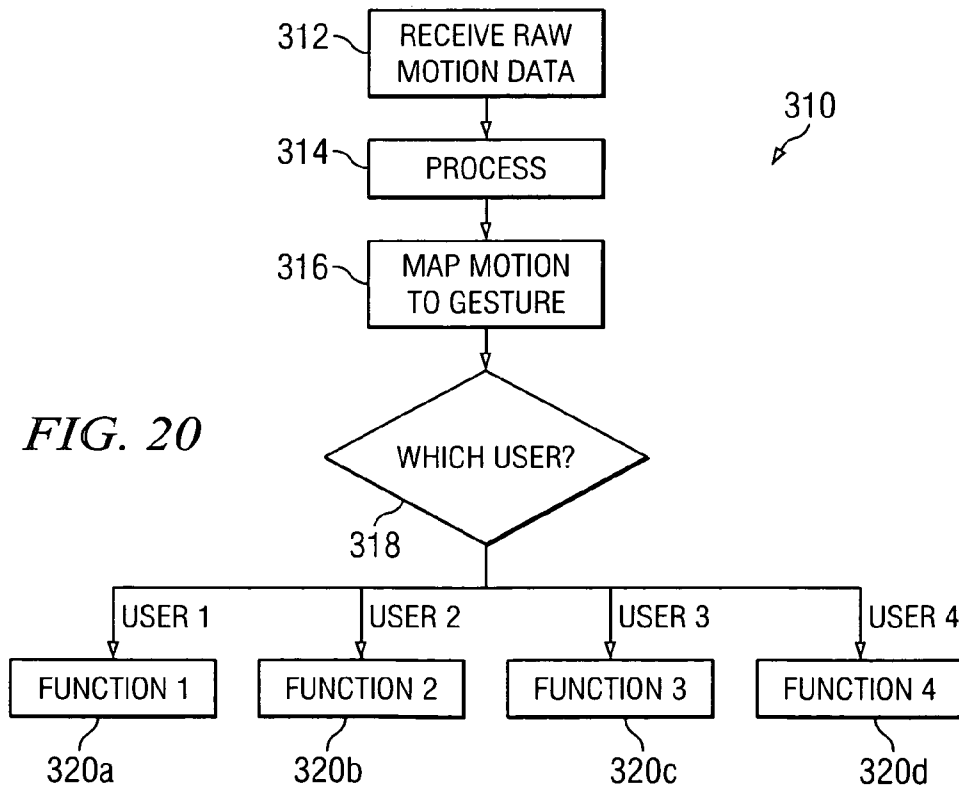 312
RECEIVE RAW
MOTION DATA
310
314
PROCESS
316
MAP MOTION
TO GESTURE
FIG. 20
WHICH USER?
318
USER 1
USER 2
USER 3
USER 4
FUNCTION 1
FUNCTION 2
FUNCTION 3
FUNCTION 4
320a
320b
320c
320d